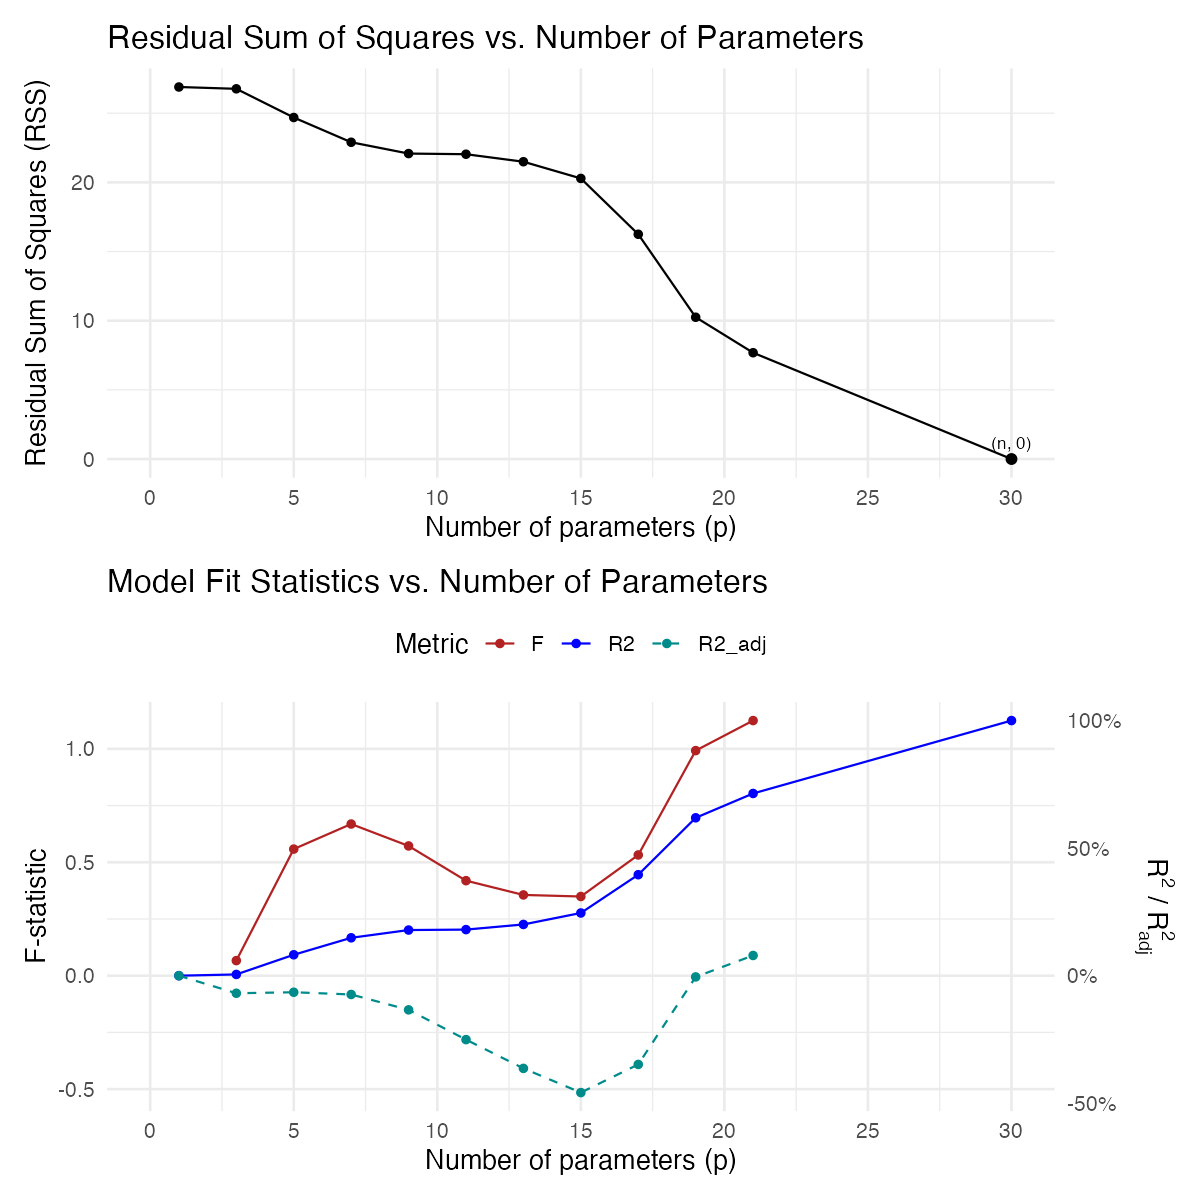 Residual Sum of Squares vs. Number of Parameters
Residual Sum of Squares (RSS)
20
10
0
(n, 0)
0 5 10 15 20 25 30
Number of parameters (p)
Model Fit Statistics vs. Number of Parameters
Metric F R2 R2_adj
F-statistic
1.0
0.5
0.0
-0.5
100%
50%
0%
-50%
R² / R²adj
0 5 10 15 20 25 30
Number of parameters (p)